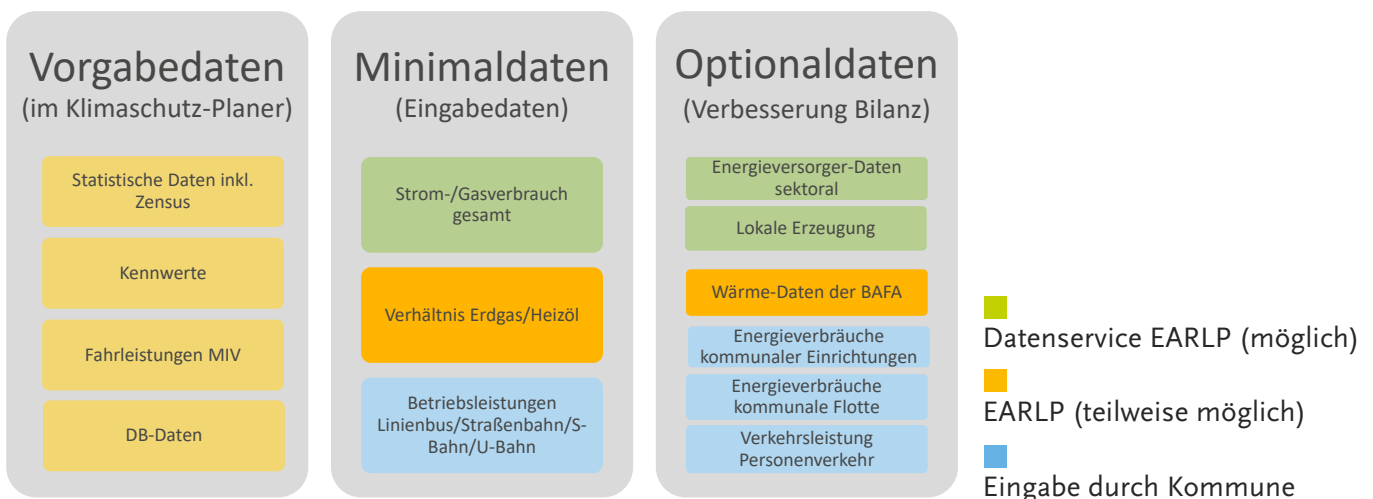 Vorgabedaten
(im Klimaschutz-Planer)
Statistische Daten inkl.
Zensus
Kennwerte
Fahrleistungen MIV
DB-Daten
Minimaldaten
(Eingabedaten)
Strom-/Gasverbrauch
gesamt
Verhältnis Erdgas/Heizöl
Betriebsleistungen
Linienbus/Straßenbahn/S-
Bahn/U-Bahn
Optionaldaten
(Verbesserung Bilanz)
Energieversorger-Daten
sektoral
Lokale Erzeugung
Wärme-Daten der BAFA
Energieverbräuche
kommunaler Einrichtungen
Energieverbräuche
kommunale Flotte
Verkehrsleistung
Personenverkehr
Datenservice EARLP (möglich)
EARLP (teilweise möglich)
Eingabe durch Kommune